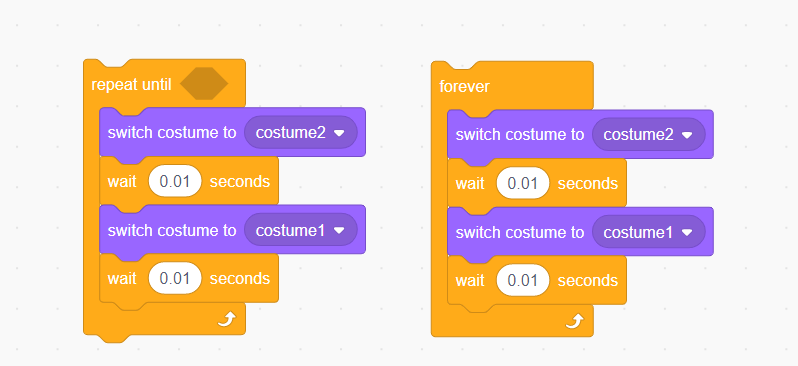 repeat until
switch costume to costume2
wait 0.01 seconds
switch costume to costume1
wait 0.01 seconds
forever
switch costume to costume2
wait 0.01 seconds
switch costume to costume1
wait 0.01 seconds